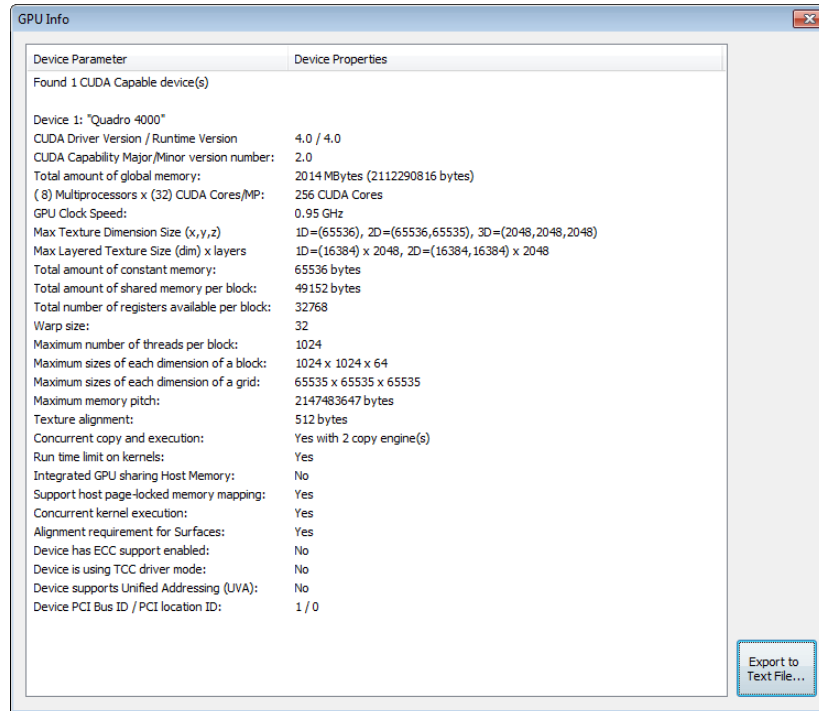 GPU Info
Device Parameter Device Properties
Found 1 CUDA Capable device(s)
Device 1: "Quadro 4000"
CUDA Driver Version / Runtime Version 4.0 / 4.0
CUDA Capability Major/Minor version number: 2.0
Total amount of global memory: 2014 MBytes (2112290816 bytes)
( 8) Multiprocessors x (32) CUDA Cores/MP: 256 CUDA Cores
GPU Clock Speed: 0.95 GHz
Max Texture Dimension Size (x,y,z) 1D=(65536), 2D=(65536,65535), 3D=(2048,2048,2048)
Max Layered Texture Size (dim) x layers 1D=(16384) x 2048, 2D=(16384,16384) x 2048
Total amount of constant memory: 65536 bytes
Total amount of shared memory per block: 49152 bytes
Total number of registers available per block: 32768
Warp size: 32
Maximum number of threads per block: 1024
Maximum sizes of each dimension of a block: 1024 x 1024 x 64
Maximum sizes of each dimension of a grid: 65535 x 65535 x 65535
Maximum memory pitch: 2147483647 bytes
Texture alignment: 512 bytes
Concurrent copy and execution: Yes with 2 copy engine(s)
Run time limit on kernels: Yes
Integrated GPU sharing Host Memory: No
Support host page-locked memory mapping: Yes
Concurrent kernel execution: Yes
Alignment requirement for Surfaces: Yes
Device has ECC support enabled: No
Device is using TCC driver mode: No
Device supports Unified Addressing (UVA): No
Device PCI Bus ID / PCI location ID: 1 / 0
Export to
Text File...